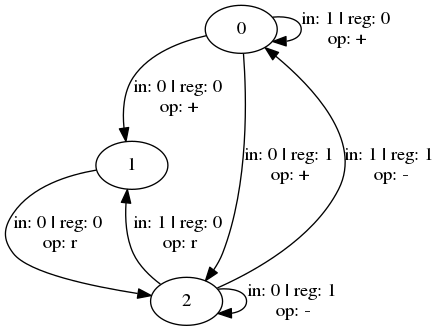 0
in: 1 | reg: 0
op: +
in: 0 | reg: 0
op: +
1
in: 0 | reg: 1
op: +
in: 1 | reg: 1
op: -
in: 0 | reg: 0
op: r
in: 1 | reg: 0
op: r
2
in: 0 | reg: 1
op: -